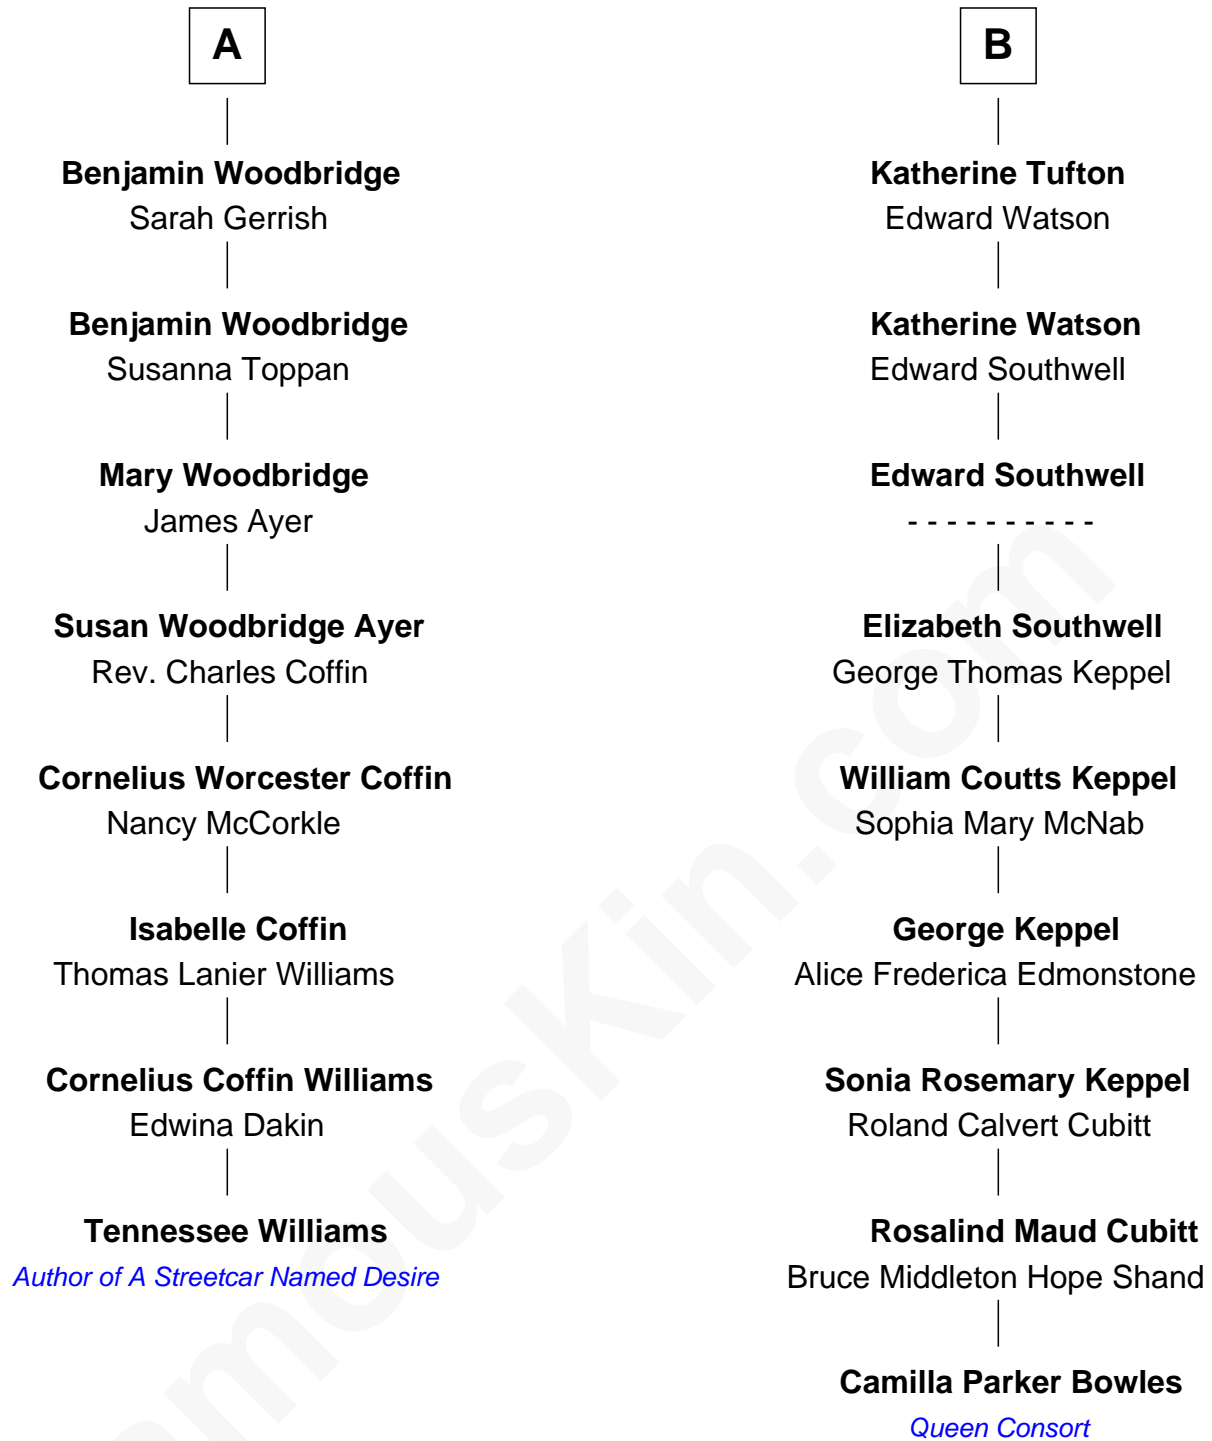 A
Benjamin Woodbridge
Sarah Gerrish
Benjamin Woodbridge
Susanna Toppan
Mary Woodbridge
James Ayer
Susan Woodbridge Ayer
Rev. Charles Coffin
Cornelius Worcester Coffin
Nancy McCorkle
Isabelle Coffin
Thomas Lanier Williams
Cornelius Coffin Williams
Edwina Dakin
Tennessee Williams
Author of A Streetcar Named Desire
B
Katherine Tufton
Edward Watson
Katherine Watson
Edward Southwell
Edward Southwell
- - - - - - - - - -
Elizabeth Southwell
George Thomas Keppel
William Coutts Keppel
Sophia Mary McNab
George Keppel
Alice Frederica Edmonstone
Sonia Rosemary Keppel
Roland Calvert Cubitt
Rosalind Maud Cubitt
Bruce Middleton Hope Shand
Camilla Parker Bowles
Queen Consort
amousKin.com